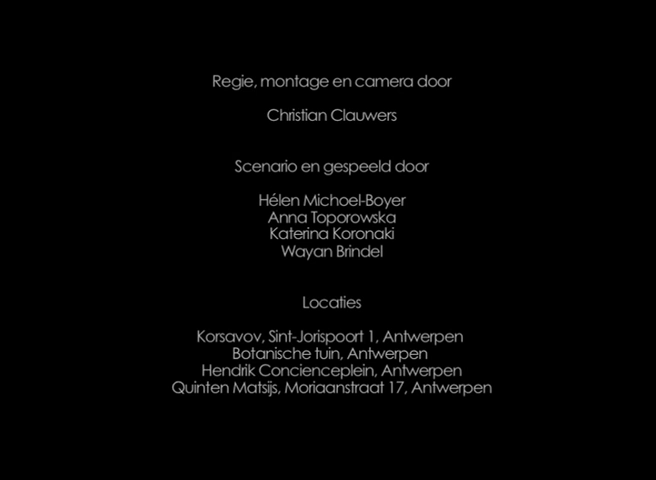 Regie, montage en camera door
Christian Clauwers
Scenario en gespeeld door
Hélen Michoel-Boyer
Anna Toporowska
Katerina Koronaki
Wayan Brindel
Locaties
Korsavov, Sint-Jorispoort 1, Antwerpen
Botanische tuin, Antwerpen
Hendrik Concienceplein, Antwerpen
Quinten Matsijs, Moriaanstraat 17, Antwerpen